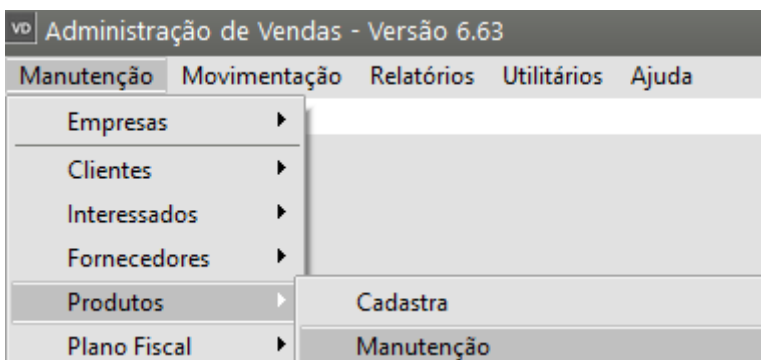 VD Administração de Vendas - Versão 6.63
Manutenção Movimentação Relatórios Utilitários Ajuda
Empresas
Clientes
Interessados
Fornecedores
Produtos Cadastra
Plano Fiscal Manutenção